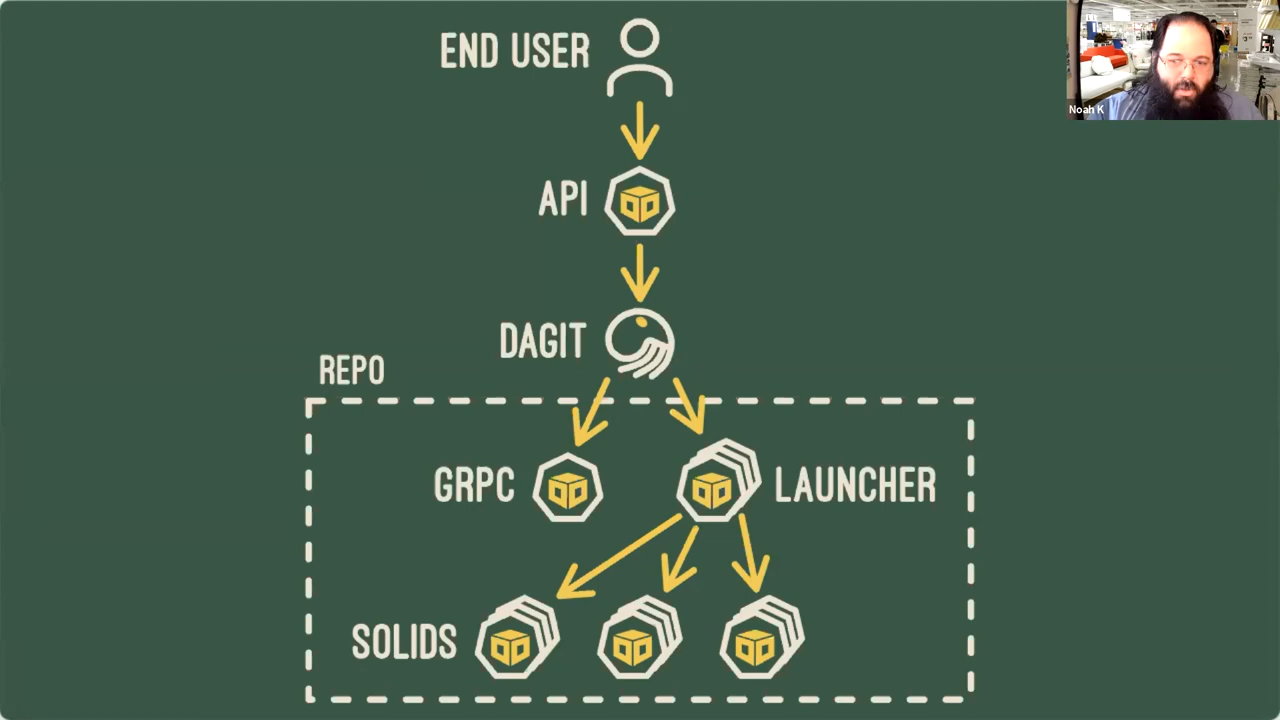 END USER
Noah K
API
DAGIT
REPO
GRPC
LAUNCHER
SOLIDS